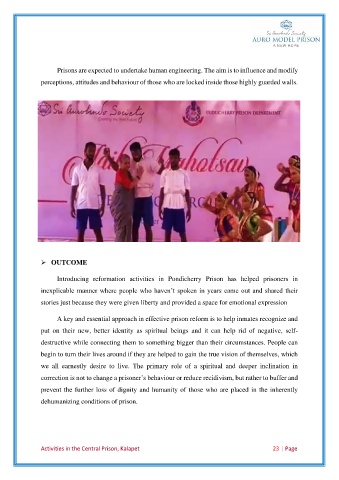 Sri Aurobindo Society
AURO MODEL PRISON
A NEW HOPE
Prisons are expected to undertake human engineering. The aim is to influence and modify
perceptions, attitudes and behaviour of those who are locked inside those highly guarded walls.
Sri Aurobindo Society
PUDUCHERRY PRISON DEPARTMENT
Jail Mahotsav
➢ OUTCOME
Introducing reformation activities in Pondicherry Prison has helped prisoners in
inexplicable manner where people who haven't spoken in years come out and shared their
stories just because they were given liberty and provided a space for emotional expression
A key and essential approach in effective prison reform is to help inmates recognize and
put on their new, better identity as spiritual beings and it can help rid of negative, self-
destructive while connecting them to something bigger than their circumstances. People can
begin to turn their lives around if they are helped to gain the true vision of themselves, which
we all earnestly desire to live. The primary role of a spiritual and deeper inclination in
correction is not to change a prisoner's behaviour or reduce recidivism, but rather to buffer and
prevent the further loss of dignity and humanity of those who are placed in the inherently
dehumanizing conditions of prison.
Activities in the Central Prison, Kalapet 23 | Page